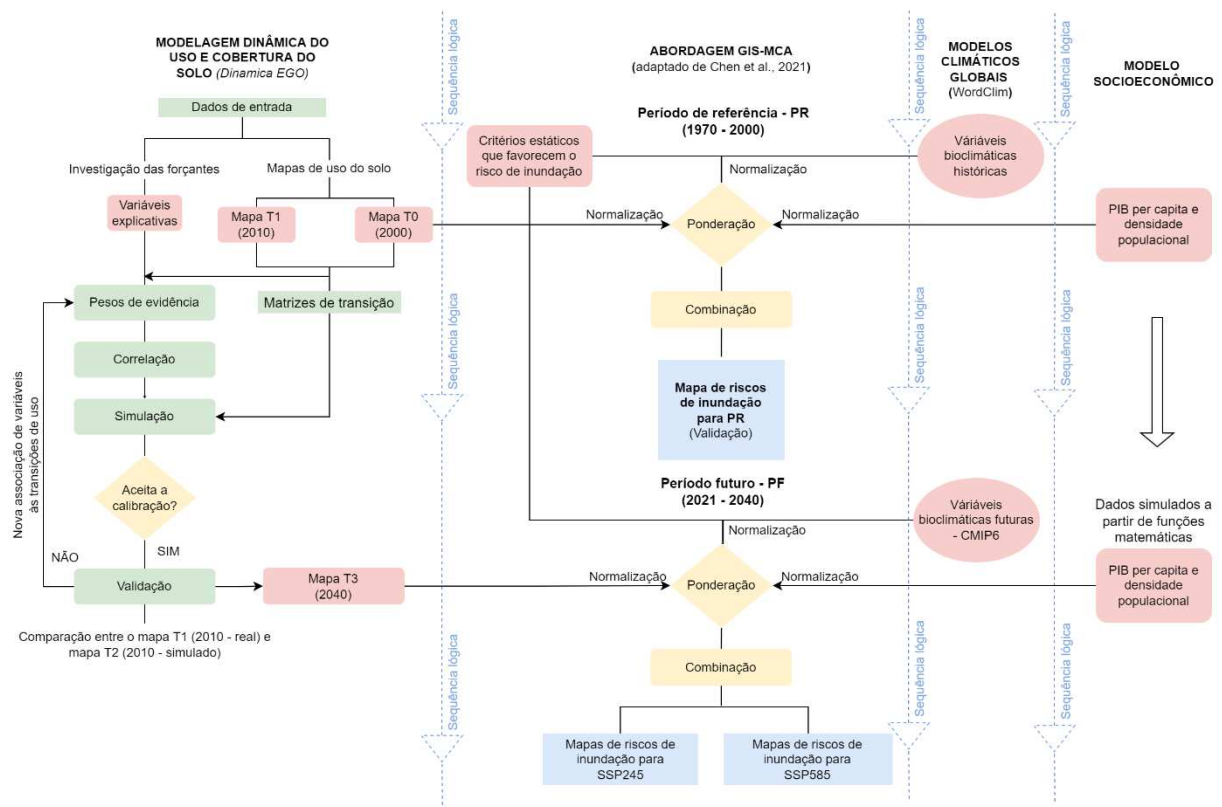 MODELAGEM DINÂMICA DO
USO E COBERTURA DO
SOLO (Dinamica EGO)
Dados de entrada
Investigação das forçantes
Mapas de uso do solo
Variáveis
explicativas
Mapa T1
(2010)
Mapa T0
(2000)
Pesos de evidência
Matrizes de transição
Correlação
Simulação
Aceita a
calibração?
NÃO
SIM
Nova associação de variáveis
às transições de uso
Validação
Mapa T3
(2040)
Comparação entre o mapa T1 (2010 - real) e
mapa T2 (2010 - simulado)
Sequência lógica
Sequência lógica
Sequência lógica
ABORDAGEM GIS-MCA
(adaptado de Chen et al., 2021)
Período de referência - PR
(1970 - 2000)
Critérios estáticos
que favorecem o
risco de inundação
Normalização
Normalização
Ponderação
Normalização
Combinação
Mapa de riscos
de inundação
para PR
(Validação)
Período futuro - PF
(2021 - 2040)
Normalização
Normalização
Ponderação
Normalização
Combinação
Mapas de riscos de
inundação para
SSP245
Mapas de riscos de
inundação para
SSP585
MODELOS
CLIMÁTICOS
GLOBAIS
(WordClim)
Sequência lógica
Sequência lógica
Sequência lógica
Váriáveis
bioclimáticas
históricas
Váriáveis
bioclimáticas futuras
- CMIP6
Sequência lógica
Sequência lógica
Sequência lógica
MODELO
SOCIOECONÔMICO
PIB per capita e
densidade
populacional
Dados simulados a
partir de funções
matemáticas
PIB per capita e
densidade
populacional